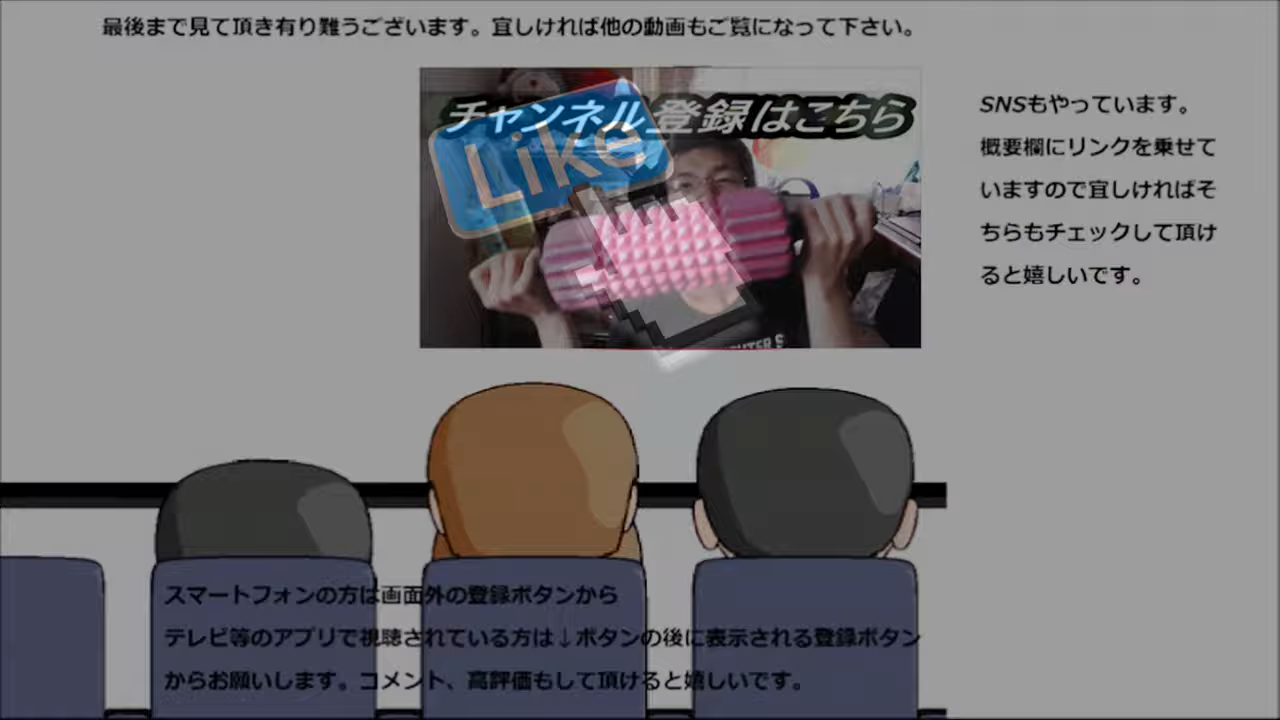 最後まで見て頂き有り難うございます。宜しければ他の動画もご覧になって下さい。
チャンネル登録はこちら
Like
SNSもやっています。
概要欄にリンクを乗せて
いますので宜しければそ
ちらもチェックして頂け
ると嬉しいです。
スマートフォンの方は画面外の登録ボタンから
テレビ等のアプリで視聴されている方は↓ボタンの後に表示される登録ボタン
からお願いします。コメント、高評価もして頂けると嬉しいです。